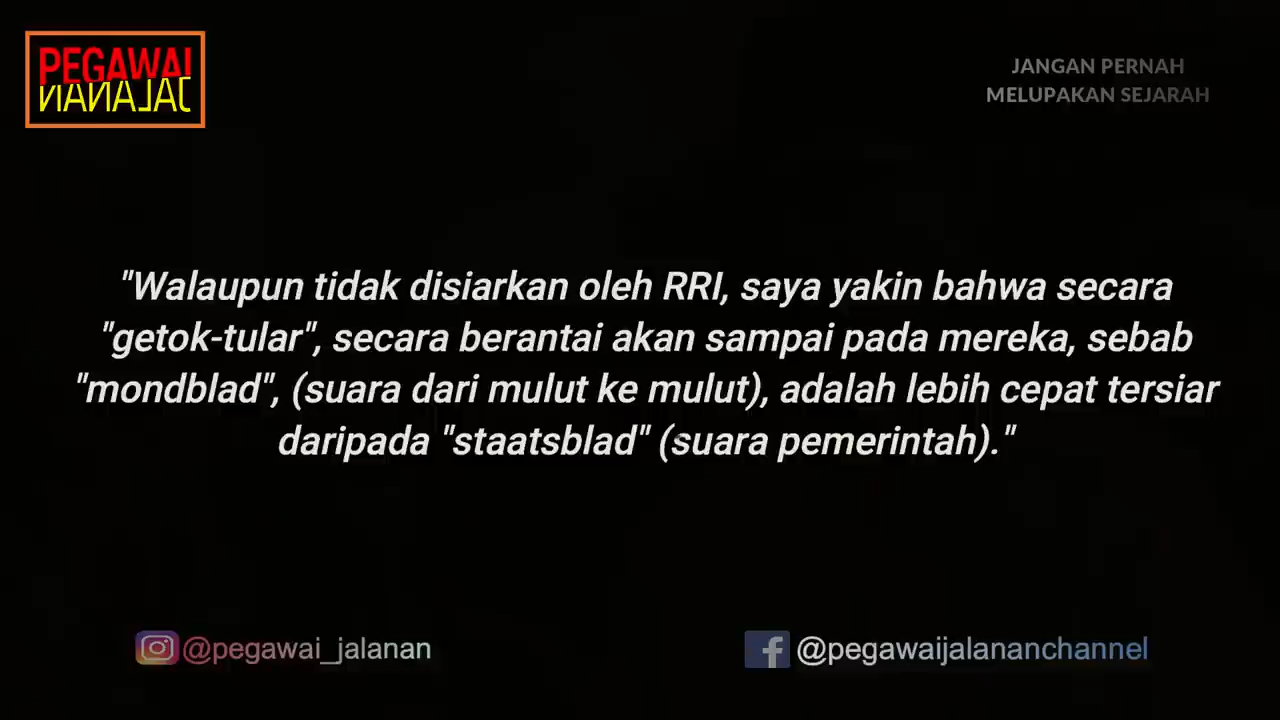 PEGAWAI
JALANAN
JANGAN PERNAH
MELUPAKAN SEJARAH
"Walaupun tidak disiarkan oleh RRI, saya yakin bahwa secara
"getok-tular", secara berantai akan sampai pada mereka, sebab
"mondblad", (suara dari mulut ke mulut), adalah lebih cepat tersiar
daripada "staatsblad" (suara pemerintah)."
@pegawai_jalanan
@pegawaijalananchannel